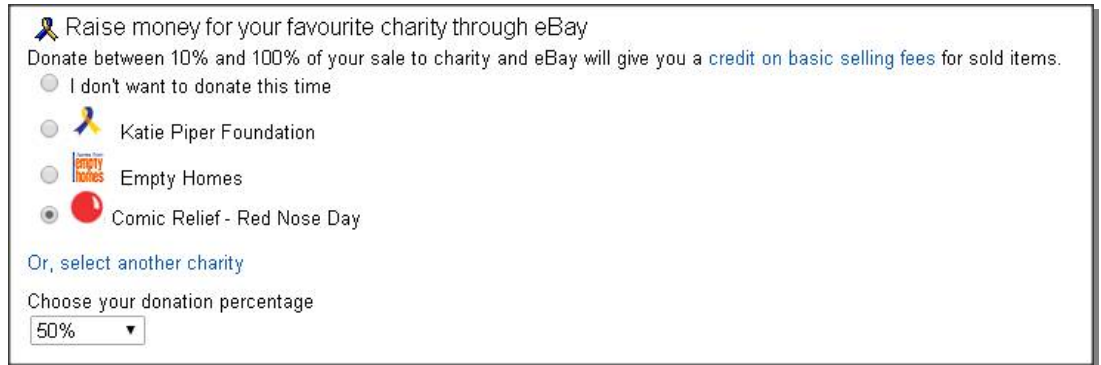 Raise money for your favourite charity through eBay
Donate between 10% and 100% of your sale to charity and eBay will give you a credit on basic selling fees for sold items.
I don't want to donate this time
Katie Piper Foundation
empty
homes
Empty Homes
Comic Relief - Red Nose Day
Or, select another charity
Choose your donation percentage
50%